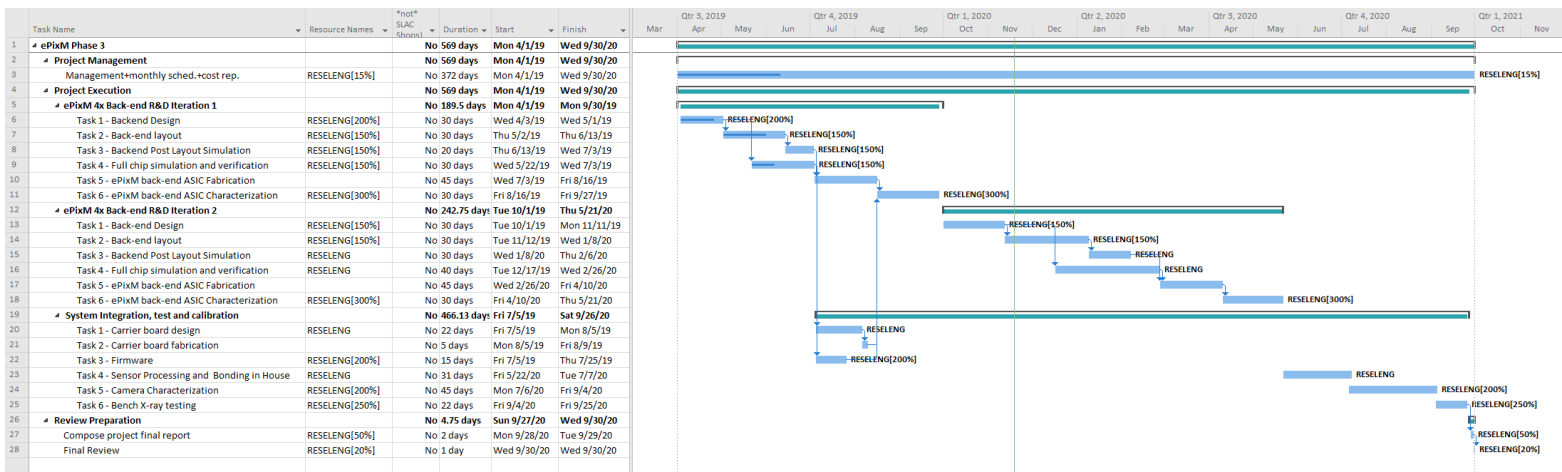 Qtr 3, 2019 Qtr 4, 2019 Qtr 1, 2020 Qtr 2, 2020 Qtr 3, 2020 Qtr 4, 2020 Qtr 1, 2021
Task Name Resource Names *not* SLAC Shops) Duration Start Finish Mar Apr May Jun Jul Aug Sep Oct Nov Dec Jan Feb Mar Apr May Jun Jul Aug Sep Oct Nov
1 ePixM Phase 3 No 569 days Mon 4/1/19 Wed 9/30/20
2 Project Management No 569 days Mon 4/1/19 Wed 9/30/20
3 Management+monthly sched.+cost rep. RESELENG[15%] No 372 days Mon 4/1/19 Wed 9/30/20 RESELENG[15%]
4 Project Execution No 569 days Mon 4/1/19 Wed 9/30/20
5 ePixM 4x Back-end R&D Iteration 1 No 189.5 days Mon 4/1/19 Mon 9/30/19
6 Task 1 - Backend Design RESELENG[200%] No 30 days Wed 4/3/19 Wed 5/1/19 RESELENG[200%]
7 Task 2 - Back-end layout RESELENG[150%] No 30 days Thu 5/2/19 Thu 6/13/19 RESELENG[150%]
8 Task 3 - Backend Post Layout Simulation RESELENG[150%] No 20 days Thu 6/13/19 Wed 7/3/19 RESELENG[150%]
9 Task 4 - Full chip simulation and verification RESELENG[150%] No 30 days Wed 5/22/19 Wed 7/3/19 RESELENG[150%]
10 Task 5 - ePixM back-end ASIC Fabrication No 45 days Wed 7/3/19 Fri 8/16/19
11 Task 6 - ePixM back-end ASIC Characterization RESELENG[300%] No 30 days Fri 8/16/19 Fri 9/27/19 RESELENG[300%]
12 ePixM 4x Back-end R&D Iteration 2 No 242.75 days Tue 10/1/19 Thu 5/21/20
13 Task 1 - Back-end Design RESELENG[150%] No 30 days Tue 10/1/19 Mon 11/11/19 RESELENG[150%]
14 Task 2 - Back-end layout RESELENG[150%] No 30 days Tue 11/12/19 Wed 1/8/20 RESELENG[150%]
15 Task 3 - Backend Post Layout Simulation RESELENG No 30 days Wed 1/8/20 Thu 2/6/20 RESELENG
16 Task 4 - Full chip simulation and verification RESELENG No 40 days Tue 12/17/19 Wed 2/26/20 RESELENG
17 Task 5 - ePixM back-end ASIC Fabrication No 45 days Wed 2/26/20 Fri 4/10/20
18 Task 6 - ePixM back-end ASIC Characterization RESELENG[300%] No 30 days Fri 4/10/20 Thu 5/21/20 RESELENG[300%]
19 System Integration, test and calibration No 466.13 days Fri 7/5/19 Sat 9/26/20
20 Task 1 - Carrier board design RESELENG No 22 days Fri 7/5/19 Mon 8/5/19 RESELENG
21 Task 2 - Carrier board fabrication No 5 days Mon 8/5/19 Fri 8/9/19
22 Task 3 - Firmware RESELENG[200%] No 15 days Fri 7/5/19 Thu 7/25/19 RESELENG[200%]
23 Task 4 - Sensor Processing and Bonding in House RESELENG No 31 days Fri 5/22/20 Tue 7/7/20 RESELENG
24 Task 5 - Camera Characterization RESELENG[200%] No 45 days Mon 7/6/20 Fri 9/4/20 RESELENG[200%]
25 Task 6 - Bench X-ray testing RESELENG[250%] No 22 days Fri 9/4/20 Fri 9/25/20 RESELENG[250%]
26 Review Preparation No 4.75 days Sun 9/27/20 Wed 9/30/20
27 Compose project final report RESELENG[50%] No 2 days Mon 9/28/20 Tue 9/29/20 RESELENG[50%]
28 Final Review RESELENG[20%] No 1 day Wed 9/30/20 Wed 9/30/20 RESELENG[20%]